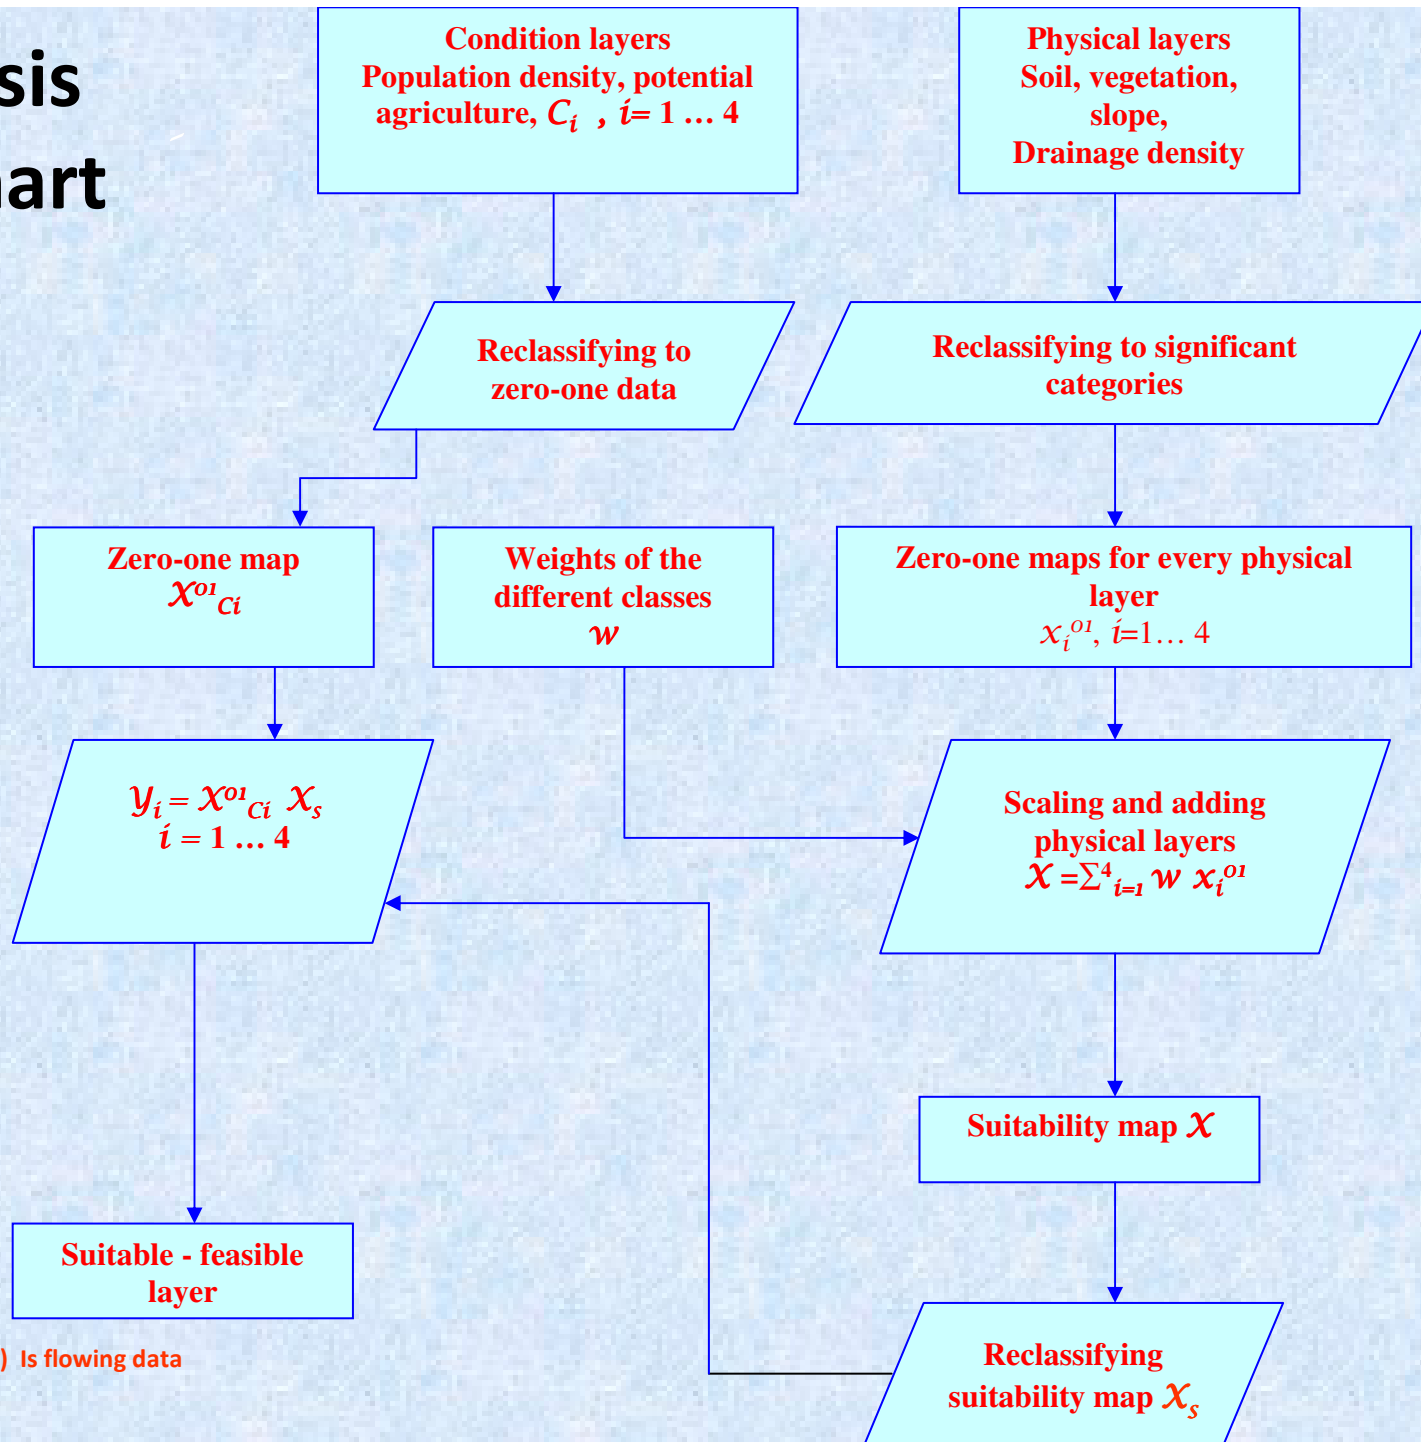 sis
hart
Condition layers
Population density, potential
agriculture, Cᵢ , i= 1 … 4
Physical layers
Soil, vegetation,
slope,
Drainage density
Reclassifying to
zero-one data
Reclassifying to significant
categories
Zero-one map
X⁰¹Cᵢ
Weights of the
different classes
w
Zero-one maps for every physical
layer
xᵢ⁰¹, i=1… 4
Yᵢ = X⁰¹Cᵢ Xₛ
i = 1 … 4
Scaling and adding
physical layers
X =∑⁴ᵢ₌₁ w xᵢ⁰¹
Suitability map X
Suitable - feasible
layer
) Is flowing data
Reclassifying
suitability map Xₛ